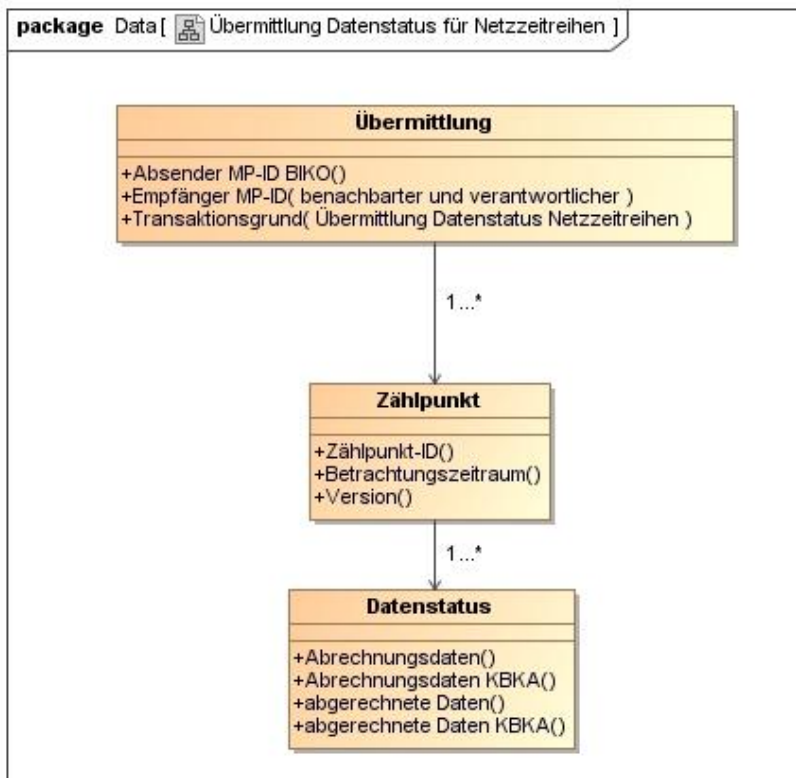 package Data [ Übermittlung Datenstatus für Netzzeitreihen ]
Übermittlung
+Absender MP-ID BIKO()
+Empfänger MP-ID( benachbarter und verantwortlicher )
+Transaktionsgrund( Übermittlung Datenstatus Netzzeitreihen )
1...*
Zählpunkt
+Zählpunkt-ID()
+Betrachtungszeitraum()
+Version()
1...*
Datenstatus
+Abrechnungsdaten()
+Abrechnungsdaten KBKA()
+abgerechnete Daten()
+abgerechnete Daten KBKA()